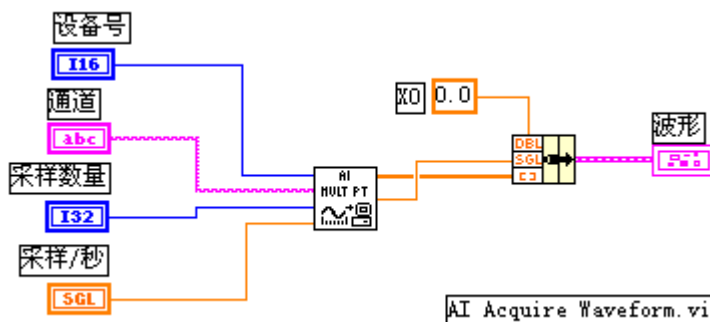 设备号
I16
通道
abc
采样数量
I32
采样/秒
SGL
AI
MULT PT
X0 0.0
DBL
SGL
[ ]
波形
AI Acquire Waveform.vi